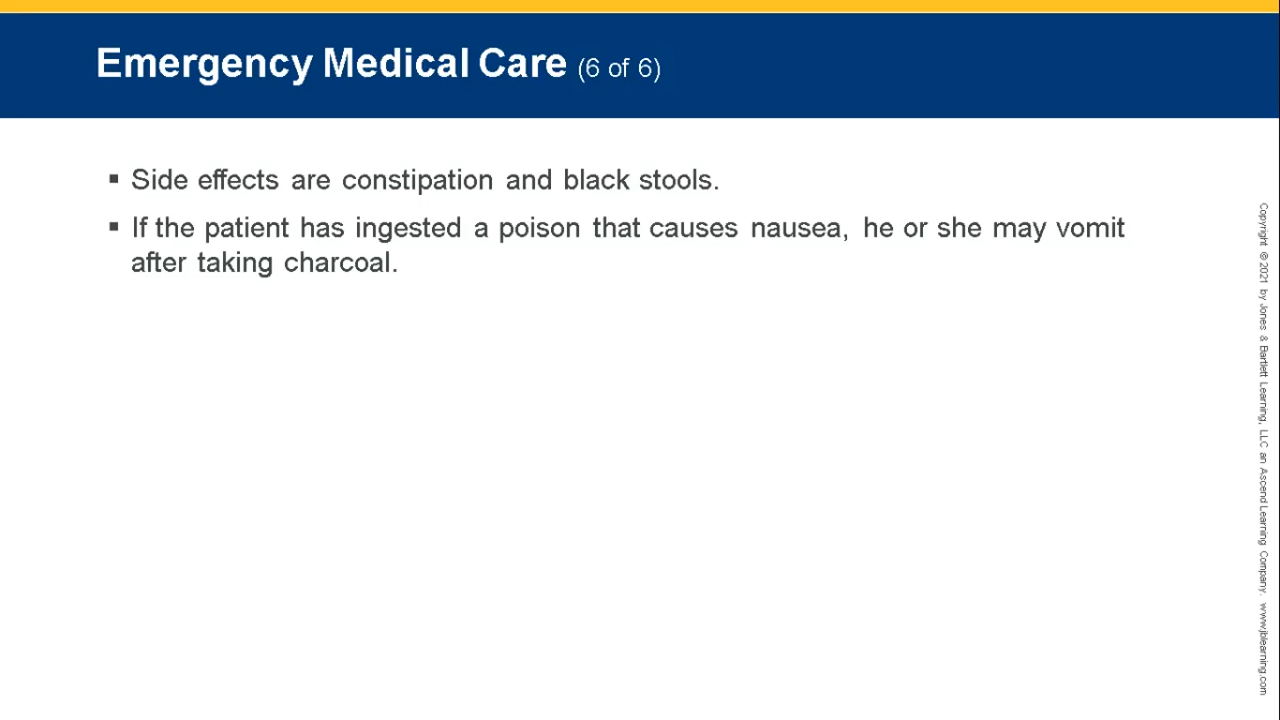 Emergency Medical Care (6 of 6)
▪ Side effects are constipation and black stools.
▪ If the patient has ingested a poison that causes nausea, he or she may vomit
after taking charcoal.
Copyright © 2021 by Jones & Bartlett Learning, LLC an Ascend Learning Company. www.jblearning.com